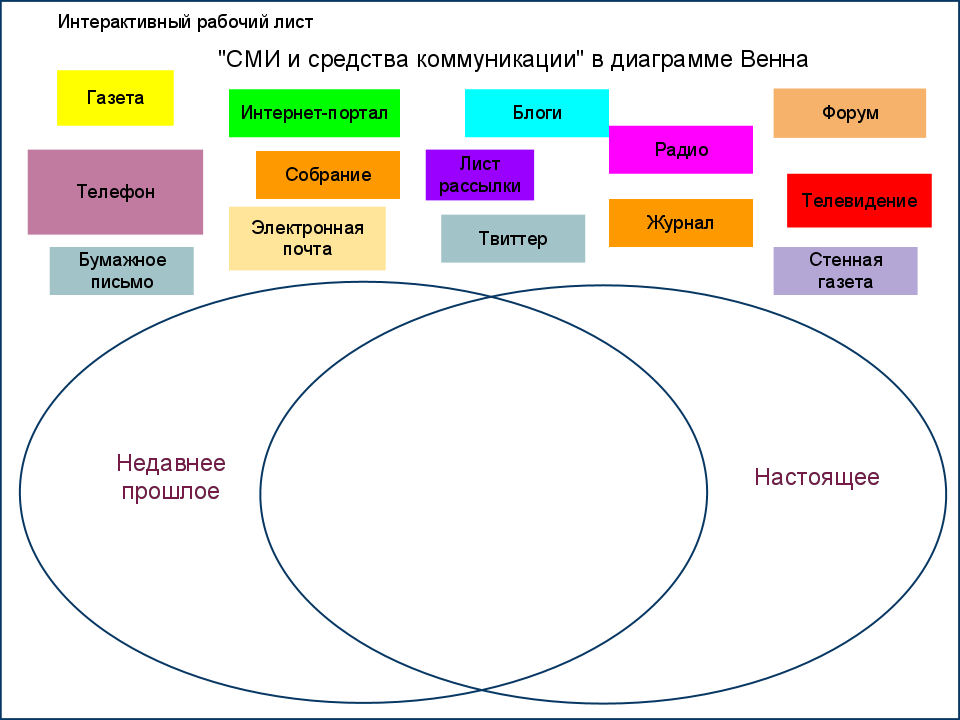 Интерактивный рабочий лист
"СМИ и средства коммуникации" в диаграмме Венна
Газета
Интернет-портал
Блоги
Форум
Радио
Телефон
Собрание
Лист
рассылки
Телевидение
Электронная
почта
Твиттер
Журнал
Бумажное
письмо
Стенная
газета
Недавнее
прошлое
Настоящее